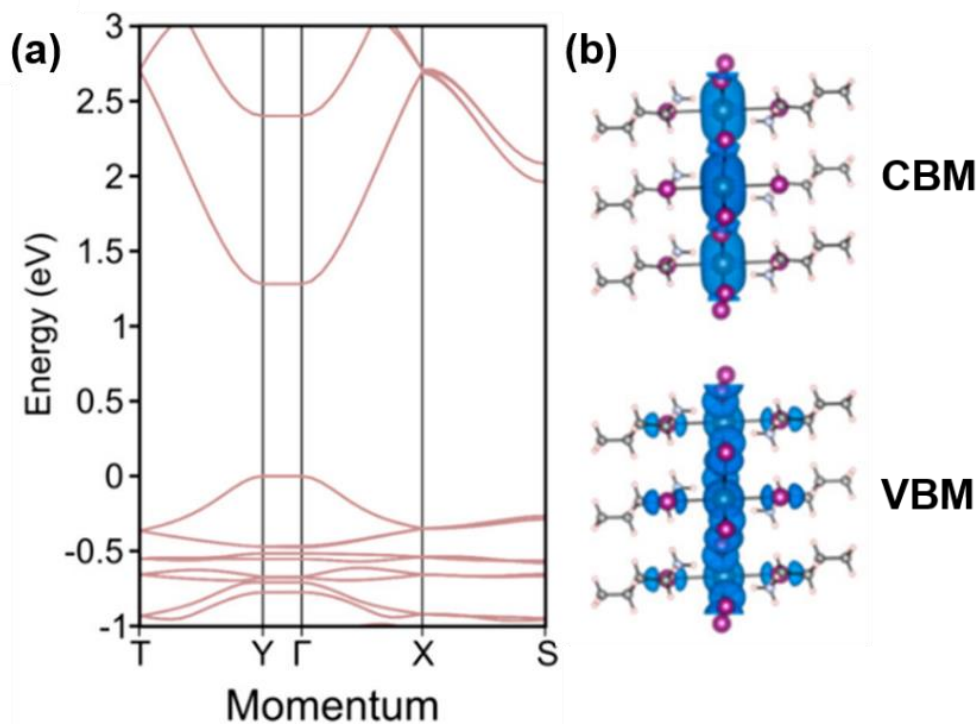 (a)
3
2.5
2
1.5
1
0.5
0
-0.5
-1
Energy (eV)
T Y Γ X S
Momentum
(b)
CBM
VBM